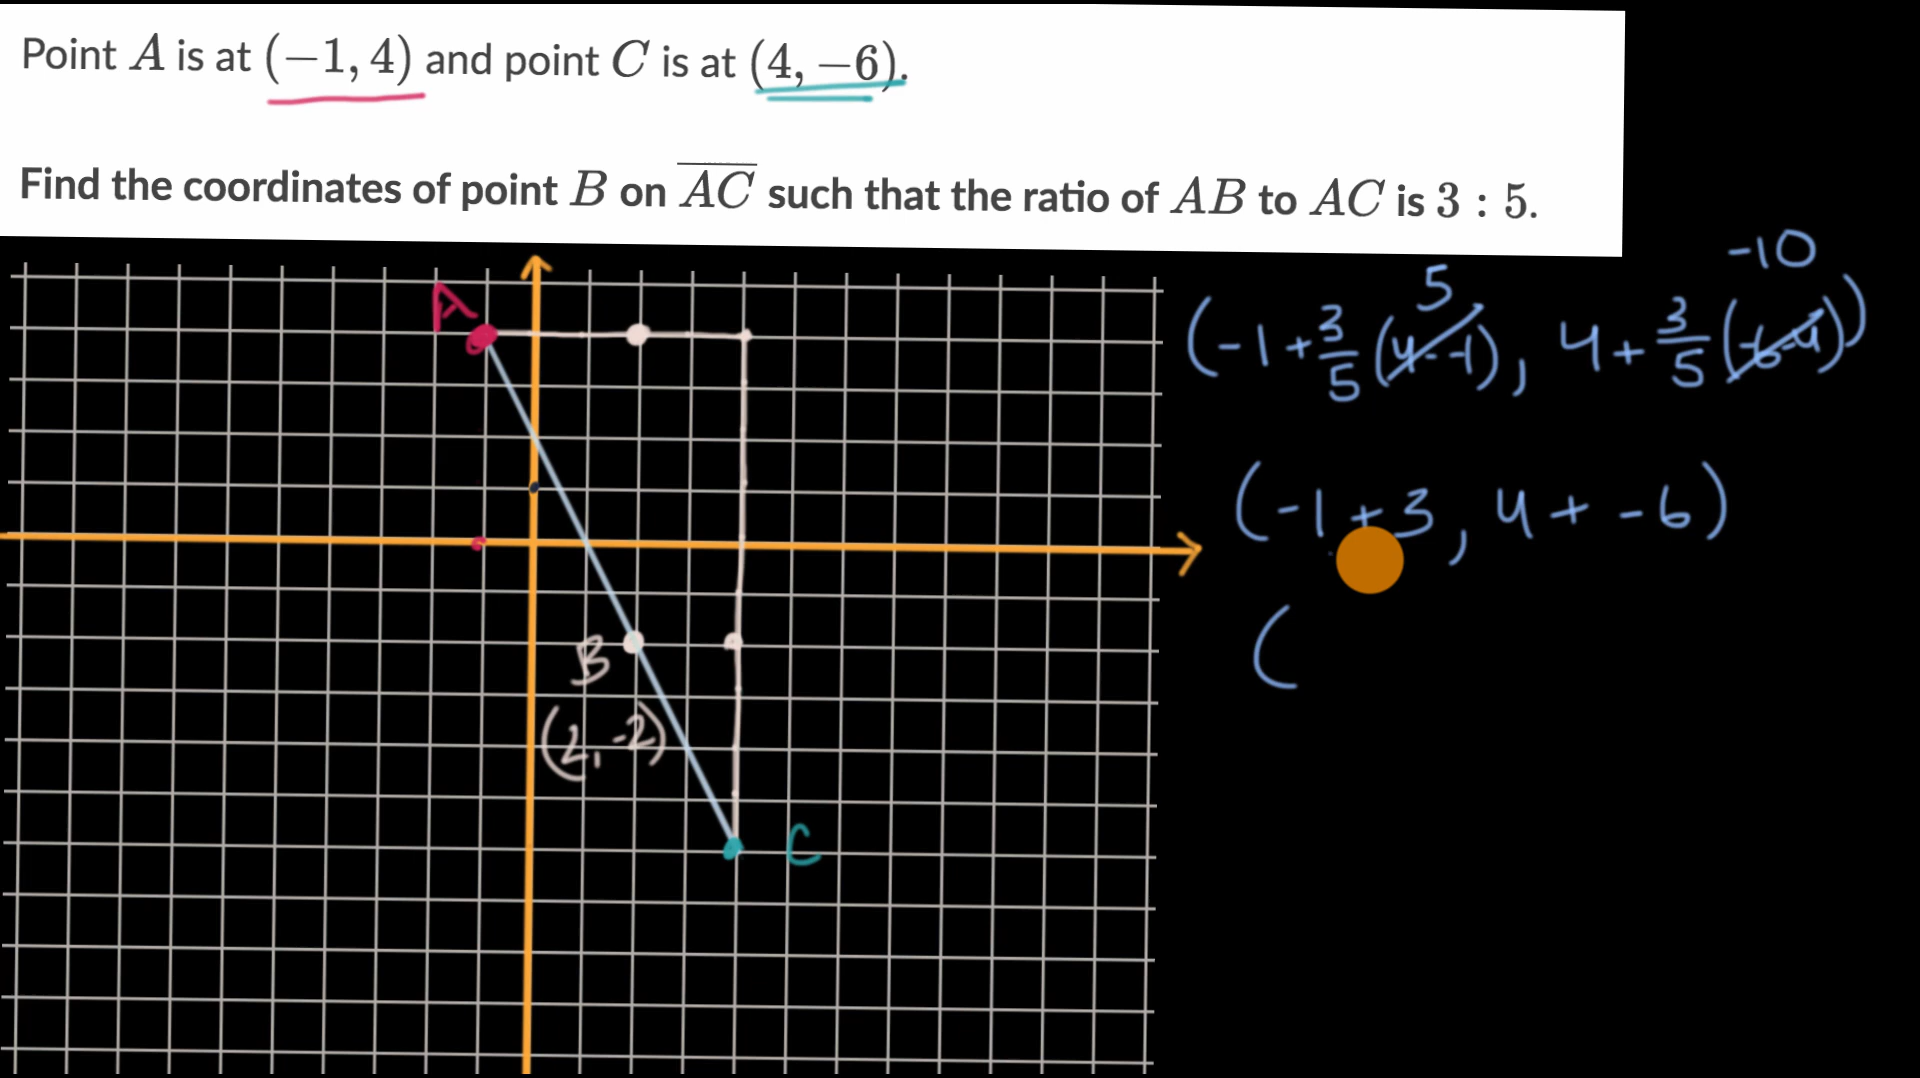 Point A is at (−1, 4) and point C is at (4, −6).
Find the coordinates of point B on AC such that the ratio of AB to AC is 3 : 5.
-10
5
(-1+3/5(4--1), 4+3/5(-6-4))
(-1+3, 4+-6)
(
A
B
(2,-2)
C